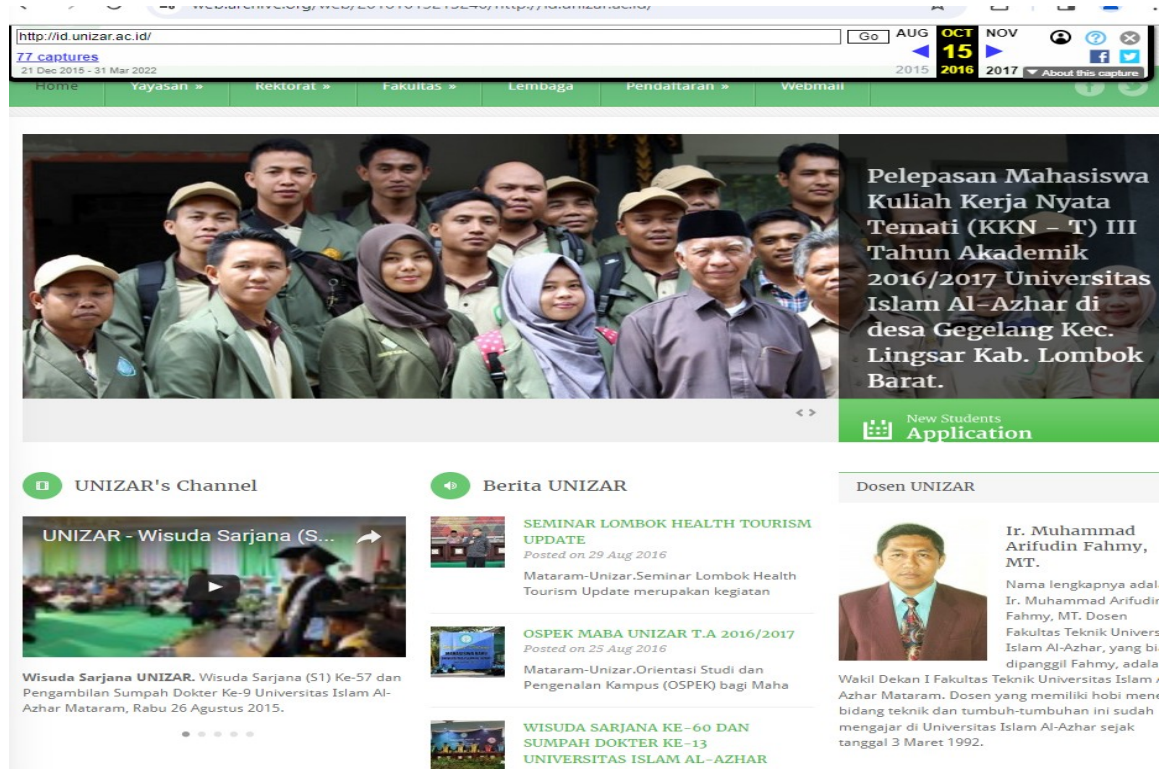 http://id.unizar.ac.id/
Go
AUG
OCT
NOV
77 captures
15
21 Dec 2015 - 31 Mar 2022
2015
2016
2017
About this capture
Home
Yayasan »
Rektorat »
Fakultas »
Lembaga
Pendaftaran »
Webmail
Pelepasan Mahasiswa
Kuliah Kerja Nyata
Temati (KKN – T) III
Tahun Akademik
2016/2017 Universitas
Islam Al-Azhar di
desa Gegelang Kec.
Lingsar Kab. Lombok
Barat.
New Students
Application
UNIZAR's Channel
UNIZAR - Wisuda Sarjana (S...
Wisuda Sarjana UNIZAR. Wisuda Sarjana (S1) Ke-57 dan
Pengambilan Sumpah Dokter Ke-9 Universitas Islam Al-
Azhar Mataram, Rabu 26 Agustus 2015.
Berita UNIZAR
SEMINAR LOMBOK HEALTH TOURISM
UPDATE
Posted on 29 Aug 2016
Mataram-Unizar.Seminar Lombok Health
Tourism Update merupakan kegiatan
OSPEK MABA UNIZAR T.A 2016/2017
Posted on 25 Aug 2016
Mataram-Unizar.Orientasi Studi dan
Pengenalan Kampus (OSPEK) bagi Maha
WISUDA SARJANA KE-60 DAN
SUMPAH DOKTER KE-13
UNIVERSITAS ISLAM AL-AZHAR
Dosen UNIZAR
Ir. Muhammad
Arifudin Fahmy,
MT.
Nama lengkapnya adal
Ir. Muhammad Arifudin
Fahmy, MT. Dosen
Fakultas Teknik Univers
Islam Al-Azhar, yang bi
dipanggil Fahmy, adala
Wakil Dekan I Fakultas Teknik Universitas Islam
Azhar Mataram. Dosen yang memiliki hobi mene
bidang teknik dan tumbuh-tumbuhan ini sudah
mengajar di Universitas Islam Al-Azhar sejak
tanggal 3 Maret 1992.